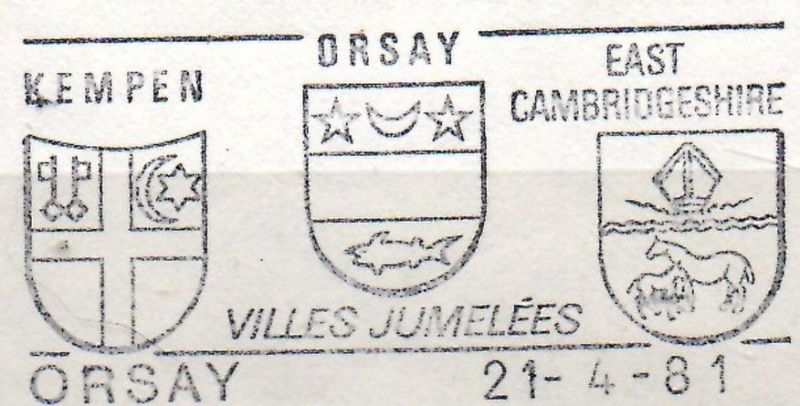 KEMPEN
ORSAY
EAST
CAMBRIDGESHIRE
VILLES JUMELÉES
ORSAY 21-4-81